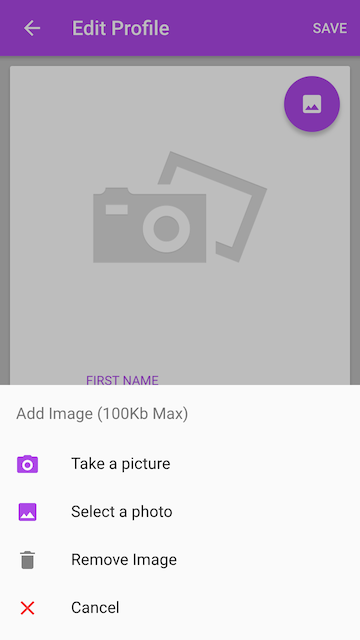 Edit Profile
SAVE
FIRST NAME
Add Image (100Kb Max)
Take a picture
Select a photo
Remove Image
Cancel